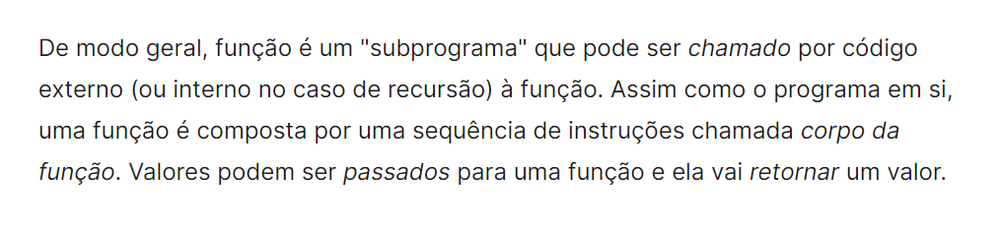 De modo geral, função é um "subprograma" que pode ser chamado por código
externo (ou interno no caso de recursão) à função. Assim como o programa em si,
uma função é composta por uma sequência de instruções chamada corpo da
função. Valores podem ser passados para uma função e ela vai retornar um valor.